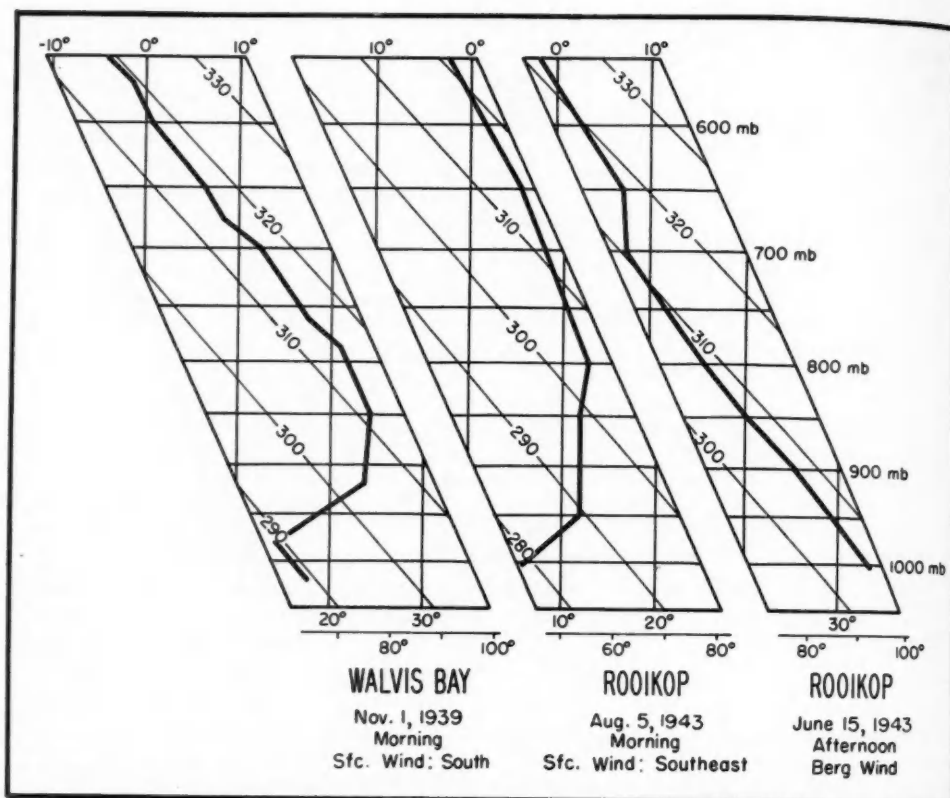 -10° 0° 10° 10° 0° 0° 10°
330 330
600 mb
320 310 320
700 mb
310 300 310
800 mb
300 290 300
900 mb
290 280
1000 mb
20° 30° 10° 20° 30°
80° 100° 60° 80° 80° 100°
WALVIS BAY
Nov. 1, 1939
Morning
Sfc. Wind: South
ROOIKOP
Aug. 5, 1943
Morning
Sfc. Wind: Southeast
ROOIKOP
June 15, 1943
Afternoon
Berg Wind